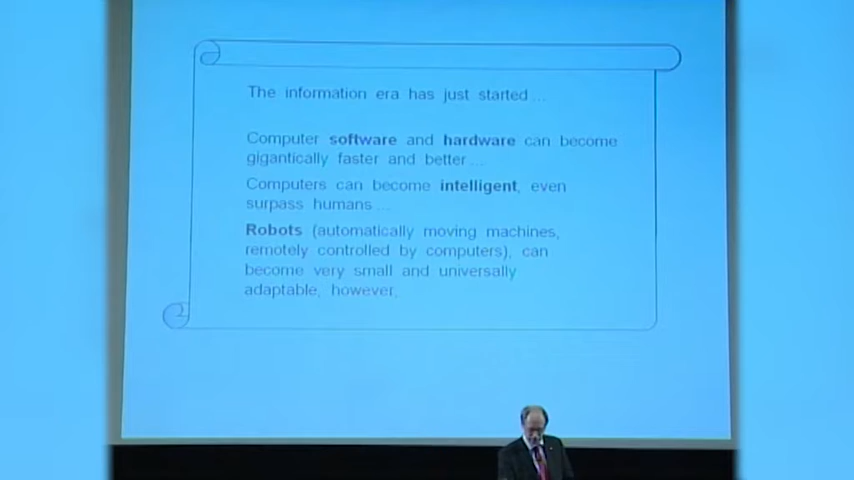 The information era has just started ...
Computer software and hardware can become
gigantically faster and better ...
Computers can become intelligent, even
surpass humans ...
Robots (automatically moving machines,
remotely controlled by computers), can
become very small and universally
adaptable, however,